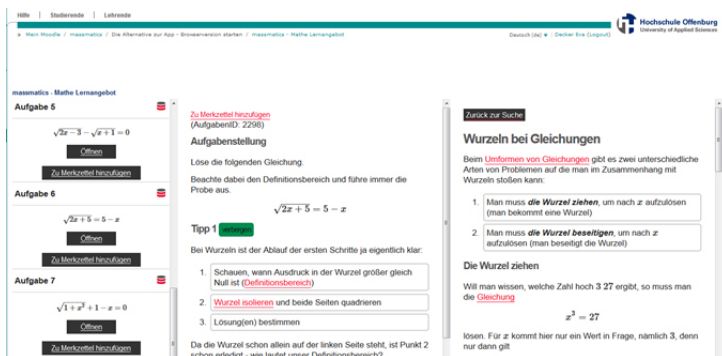 Hilfe | Studierende | Lehrende
Hochschule Offenburg
University of Applied Sciences
» Mein Moodle / massmatics / Die Alternative zur App - Browserversion starten / massmatics - Mathe Lernangebot
Deutsch (de) Decker Eva (Logout)
massmatics - Mathe Lernangebot
Aufgabe 5
√2x − 3 − √x + 1 = 0
Öffnen
Zu Merkzettel hinzufügen
Aufgabe 6
√2x + 5 = 5 − x
Öffnen
Zu Merkzettel hinzufügen
Aufgabe 7
√1 + x² + 1 − x = 0
Öffnen
Zu Merkzettel hinzufügen
Zu Merkzettel hinzufügen
(AufgabenID: 2298)
Aufgabenstellung
Löse die folgenden Gleichung.
Beachte dabei den Definitionsbereich und führe immer die
Probe aus.
√2x + 5 = 5 − x
Tipp 1 verbergen
Bei Wurzeln ist der Ablauf der ersten Schritte ja eigentlich klar:
1. Schauen, wann Ausdruck in der Wurzel größer gleich
Null ist (Definitionsbereich)
2. Wurzel isolieren und beide Seiten quadrieren
3. Lösung(en) bestimmen
Da die Wurzel schon allein auf der linken Seite steht, ist Punkt 2
schon erledigt - wie lautet unser Definitionsbereich?
Zurück zur Suche
Wurzeln bei Gleichungen
Beim Umformen von Gleichungen gibt es zwei unterschiedliche
Arten von Problemen auf die man im Zusammenhang mit
Wurzeln stoßen kann:
1. Man muss die Wurzel ziehen, um nach x aufzulösen
(man bekommt eine Wurzel)
2. Man muss die Wurzel beseitigen, um nach x
aufzulösen (man beseitigt die Wurzel)
Die Wurzel ziehen
Will man wissen, welche Zahl hoch 3 27 ergibt, so muss man
die Gleichung
x³ = 27
lösen. Für x kommt hier nur ein Wert in Frage, nämlich 3, denn
nur dann gilt